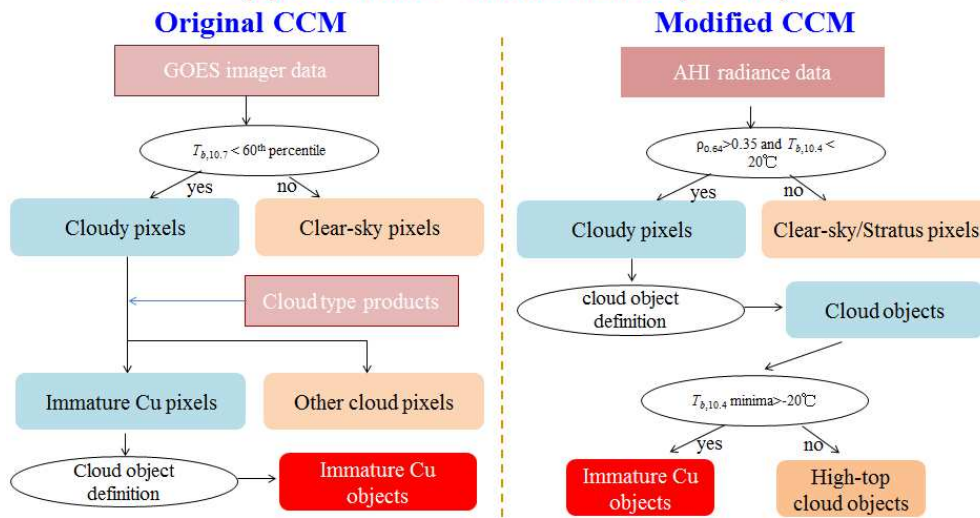 Original CCM
GOES imager data
T_b,10.7 < 60th percentile
yes
no
Cloudy pixels
Clear-sky pixels
Cloud type products
Immature Cu pixels
Other cloud pixels
Cloud object
definition
Immature Cu
objects
Modified CCM
AHI radiance data
ρ0.64>0.35 and Tb,10.4 <
20℃
yes
no
Cloudy pixels
Clear-sky/Stratus pixels
cloud object
definition
Cloud objects
Tb,10.4 minima>-20℃
yes
no
Immature Cu
objects
High-top
cloud objects